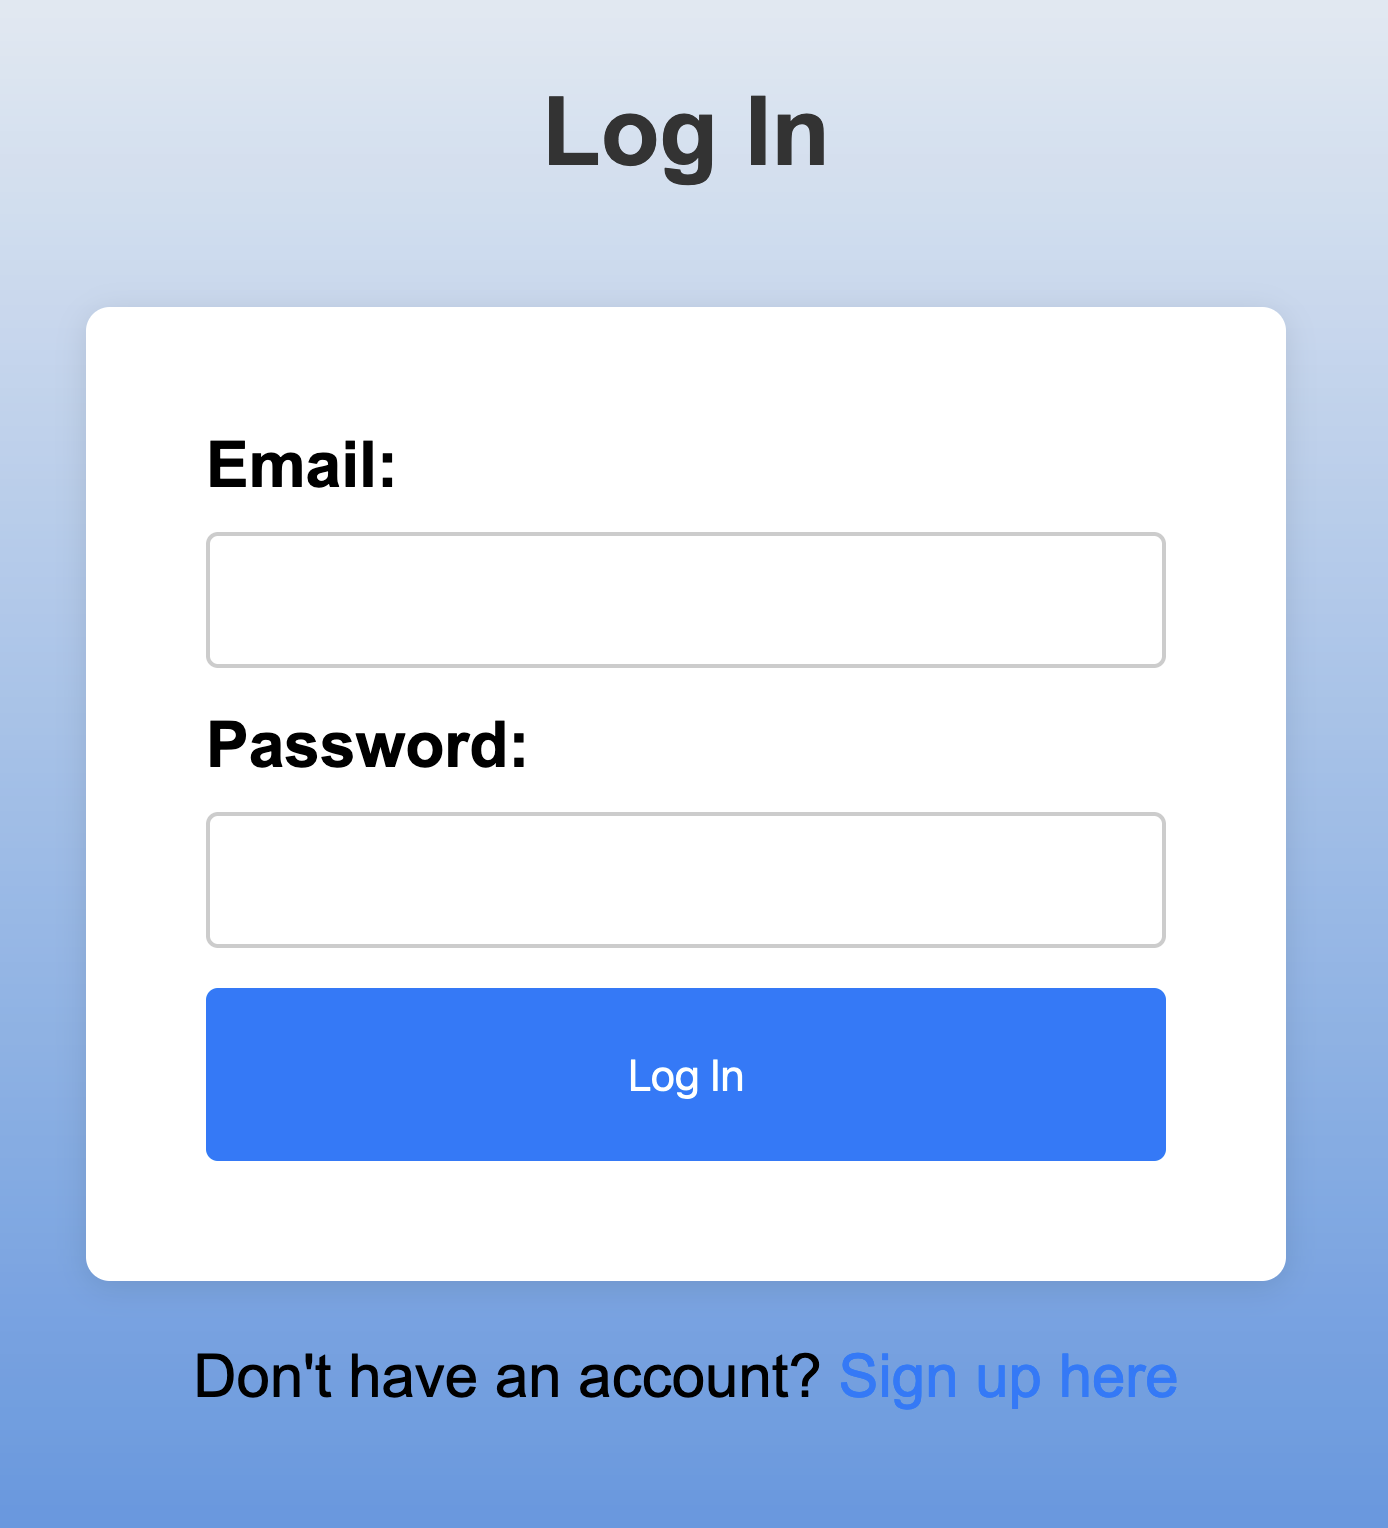 Log In
Email:
Password:
Log In
Don't have an account? Sign up here